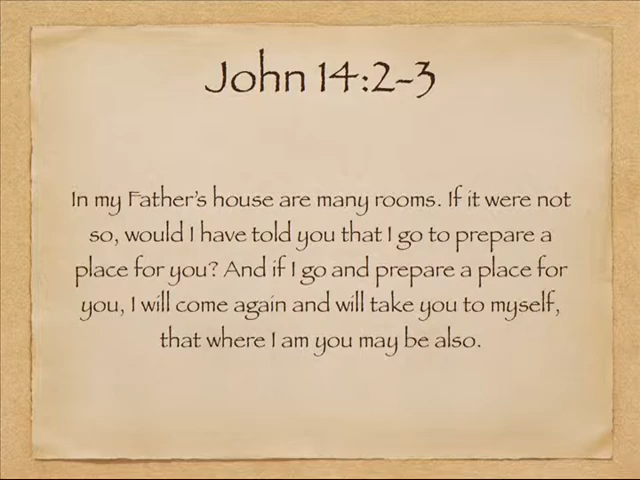 John 14:2-3
In my Father's house are many rooms. If it were not
so, would I have told you that I go to prepare a
place for you? And if I go and prepare a place for
you, I will come again and will take you to myself,
that where I am you may be also.